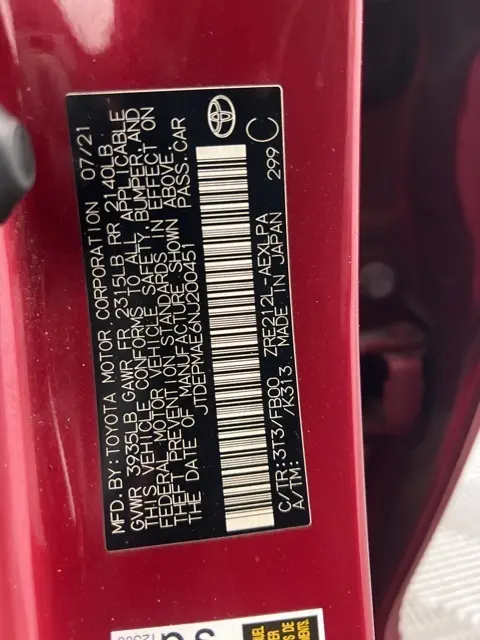 MFD.BY:TOYOTA MOTOR CORPORATION 07/21
GVWR 3935LB GAWR FR 2315LB RR 2140LB
THIS VEHICLE CONFORMS TO ALL APPLICABLE
FEDERAL MOTOR VEHICLE SAFETY, BUMPER, AND
THEFT PREVENTION STANDARDS IN EFFECT ON
THE DATE OF MANUFACTURE SHOWN ABOVE.
JTDEPMAE6NJ200451 PASS.CAR
C/TR:3T3/FB00 ZRE212L-AEXLPA 299 C
A/TM: /K313 MADE IN JAPAN